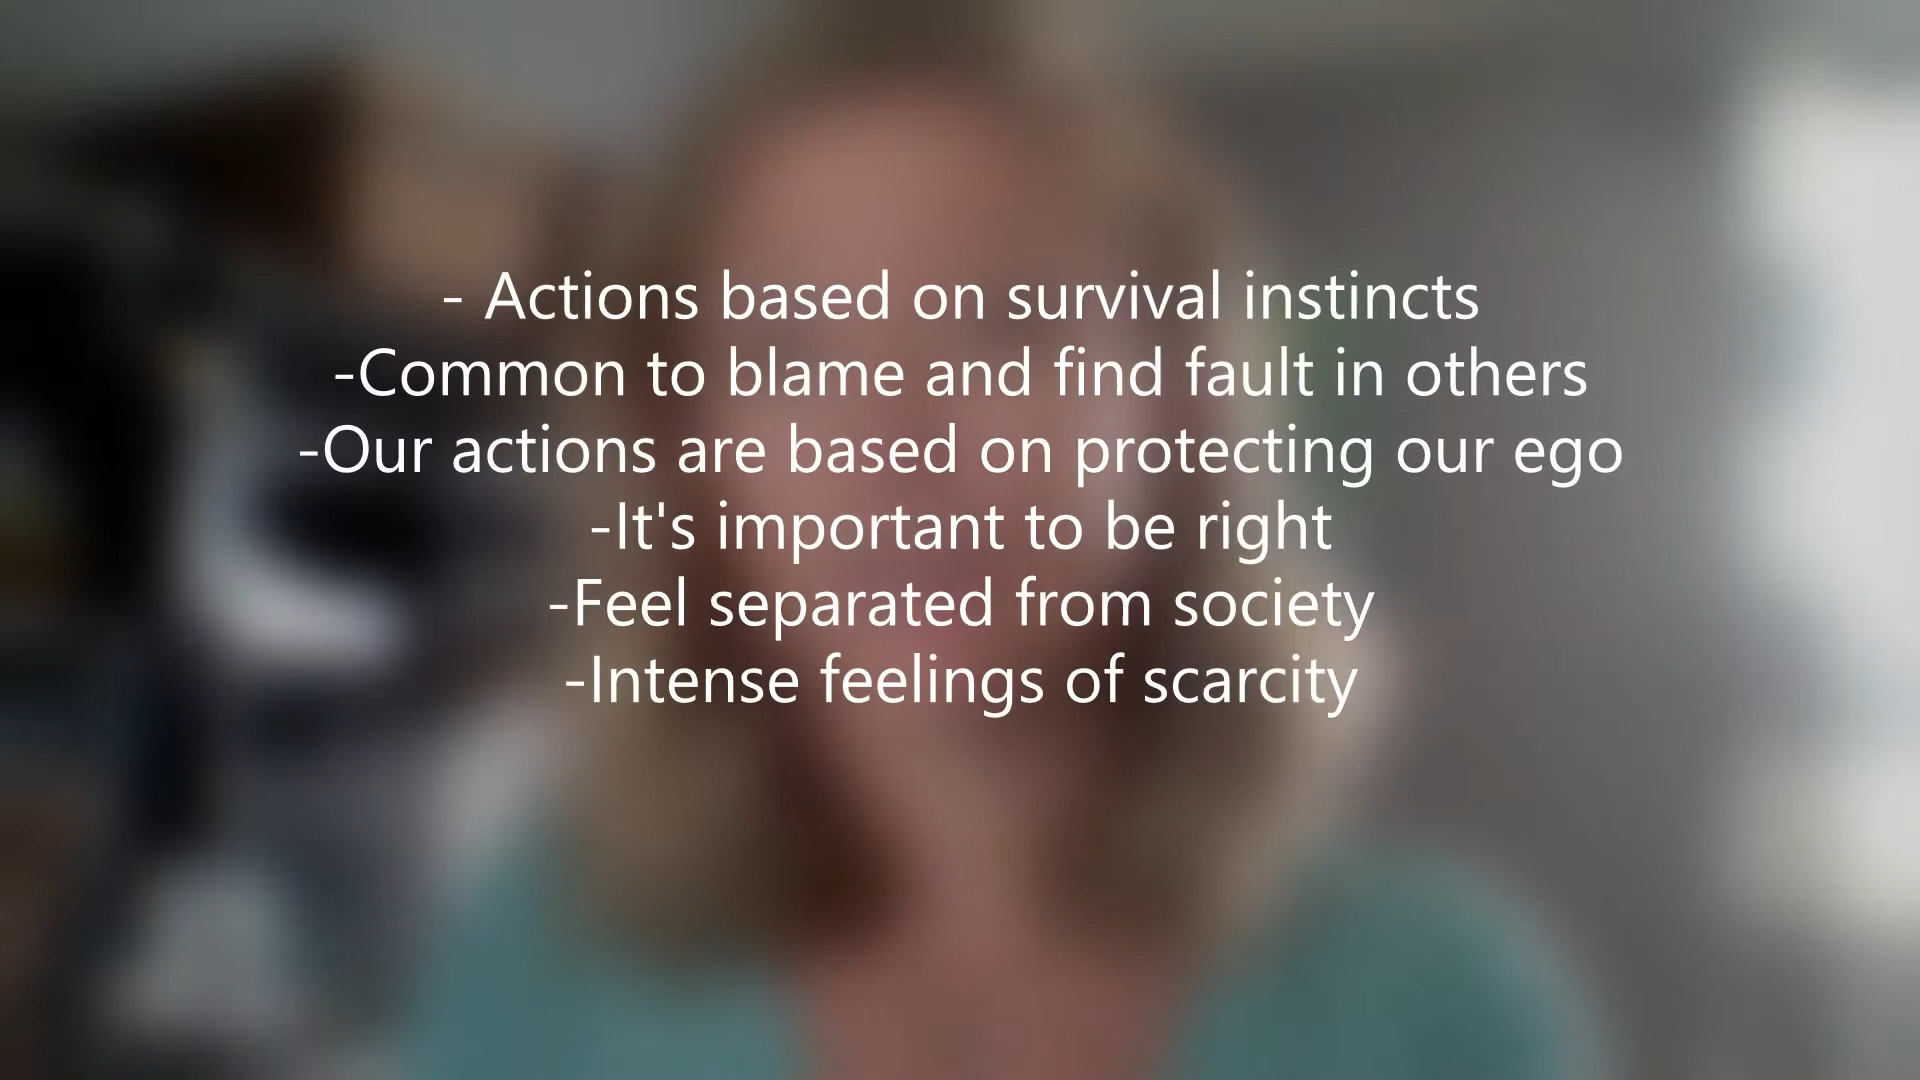 - Actions based on survival instincts
-Common to blame and find fault in others
-Our actions are based on protecting our ego
-It's important to be right
-Feel separated from society
-Intense feelings of scarcity